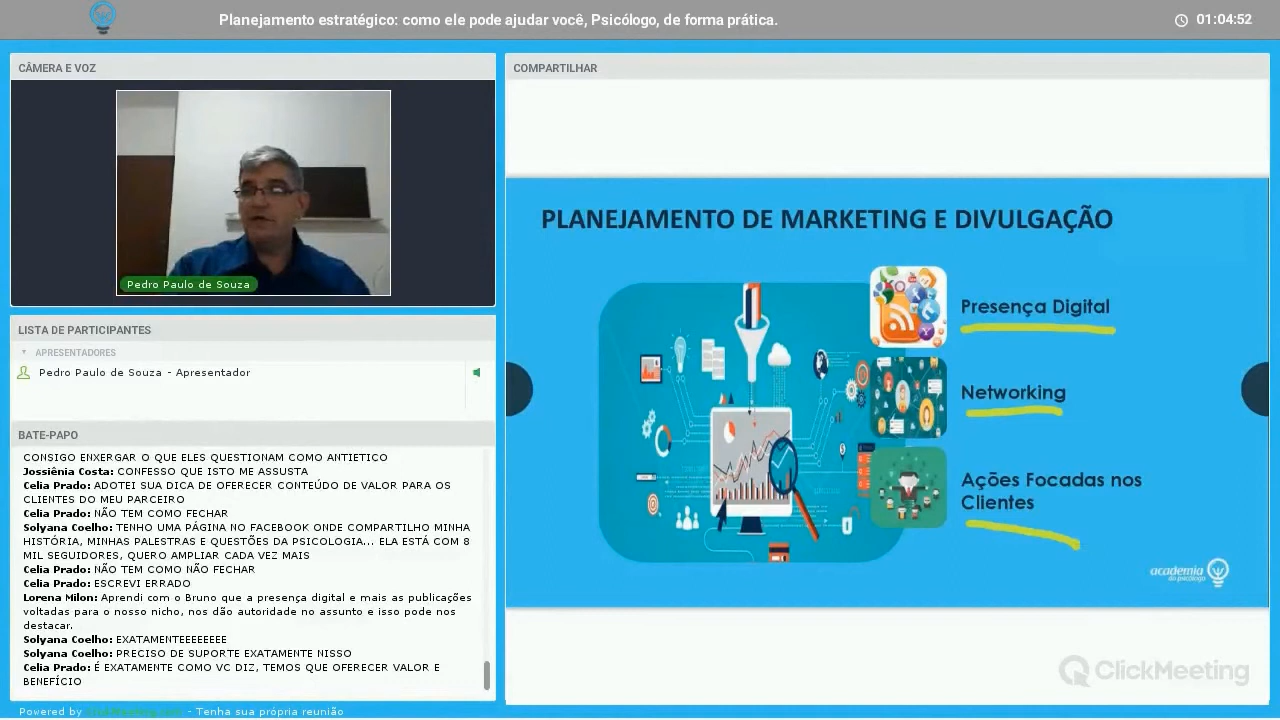 Planejamento estratégico: como ele pode ajudar você, Psicólogo, de forma prática.
01:04:52
CÂMERA E VOZ
Pedro Paulo de Souza
LISTA DE PARTICIPANTES
APRESENTADORES
Pedro Paulo de Souza - Apresentador
BATE-PAPO
CONSIGO ENXERGAR O QUE ELES QUESTIONAM COMO ANTIETICO
Jossiênia Costa: CONFESSO QUE ISTO ME ASSUSTA
Celia Prado: ADOTEI SUA DICA DE OFERECER CONTEÚDO DE VALOR PARA OS
CLIENTES DO MEU PARCEIRO
Celia Prado: NÃO TEM COMO FECHAR
Solyana Coelho: TENHO UMA PÁGINA NO FACEBOOK ONDE COMPARTILHO MINHA
HISTÓRIA, MINHAS PALESTRAS E QUESTÕES DA PSICOLOGIA... ELA ESTÁ COM 8
MIL SEGUIDORES, QUERO AMPLIAR CADA VEZ MAIS
Celia Prado: NÃO TEM COMO NÃO FECHAR
Celia Prado: ESCREVI ERRADO
Lorena Milon: Aprendi com o Bruno que a presença digital e mais as publicações
voltadas para o nosso nicho, nos dão autoridade no assunto e isso pode nos
destacar.
Solyana Coelho: EXATAMENTEEEEEEEE
Solyana Coelho: PRECISO DE SUPORTE EXATAMENTE NISSO
Celia Prado: É EXATAMENTE COMO VC DIZ, TEMOS QUE OFERECER VALOR E
BENEFÍCIO
Powered by ClickMeeting.com - Tenha sua própria reunião
COMPARTILHAR
PLANEJAMENTO DE MARKETING E DIVULGAÇÃO
Presença Digital
Networking
Ações Focadas nos
Clientes
academia
do psicólogo
ClickMeeting